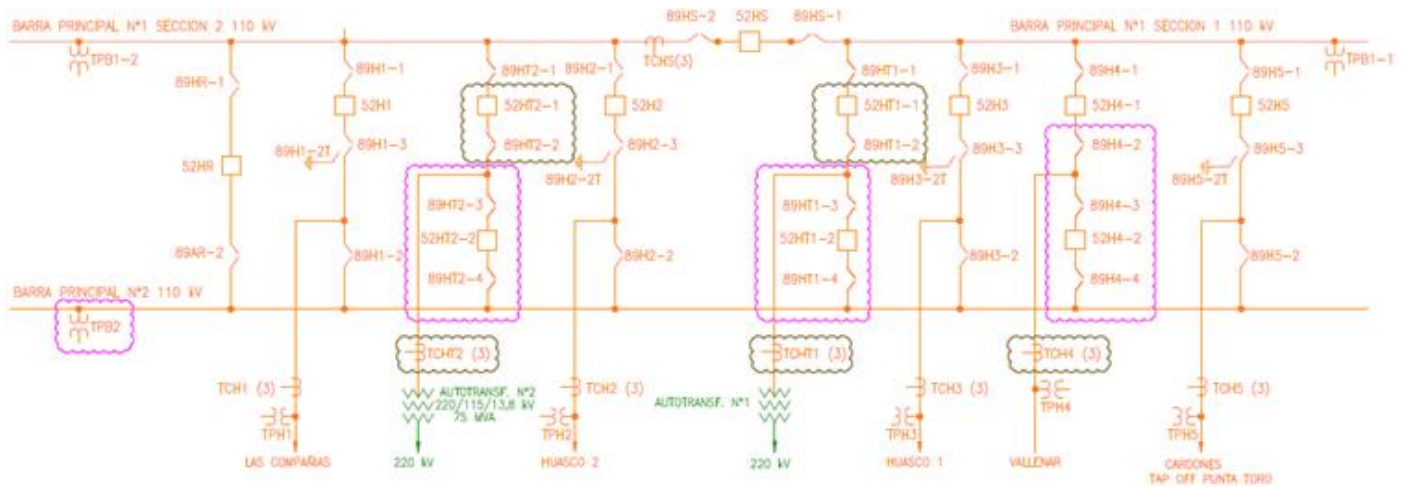 89HS-2
52HS
89HS-1
BARRA PRINCIPAL N°1 SECCION 2 110 kV
BARRA PRINCIPAL N°1 SECCION 1 110 kV
TPB1-2
TCHS(3)
TPB1-1
89HR-1
89H1-1
89HT2-1
89H2-1
89HT1-1
89H3-1
89H4-1
89H5-1
52H1
52HT2-1
52H2
52HT1-1
52H3
52H4-1
52H5
89H1-2T
89H1-3
89HT2-2
89H2-3
89HT1-2
89H3-3
89H4-2
89H5-3
52HR
89H2-2T
89H3-2T
89H5-2T
89HT2-3
89HT1-3
89H4-3
52HT2-2
52HT1-2
52H4-2
89AR-2
89H1-2
89H2-2
89H3-2
89H5-2
89HT2-4
89HT1-4
89H4-4
BARRA PRINCIPAL N°2 110 kV
TPB2
TCHT2 (3)
TCHT1 (3)
TCH4 (3)
TCH1 (3)
AUTOTRANSF. N°2
220/115/13,8 kV
75 MVA
TCH2 (3)
AUTOTRANSF. N°1
TCH3 (3)
TCH5 (3)
TPH1
TPH2
TPH3
TPH4
TPH5
LAS COMPAÑIAS
220 kV
HUASCO 2
220 kV
HUASCO 1
VALLENAR
CARDONES
TAP OFF PUNTA TORO